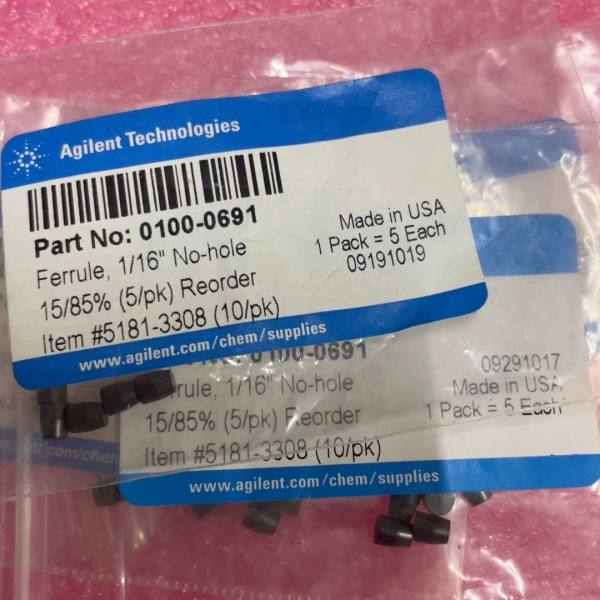 Agilent Technologies
Part No: 0100-0691
Ferrule, 1/16" No-hole
15/85% (5/pk) Reorder
Item #5181-3308 (10/pk)
Made in USA
1 Pack = 5 Each
09191019
www.agilent.com/chem/supplies
0100-0691
1/16" No-hole
15/85% (5/pk) Reorder
Item #5181-3308 (10/pk)
09291017
Made in USA
1 Pack = 5 Each
www.agilent.com/chem/supplies